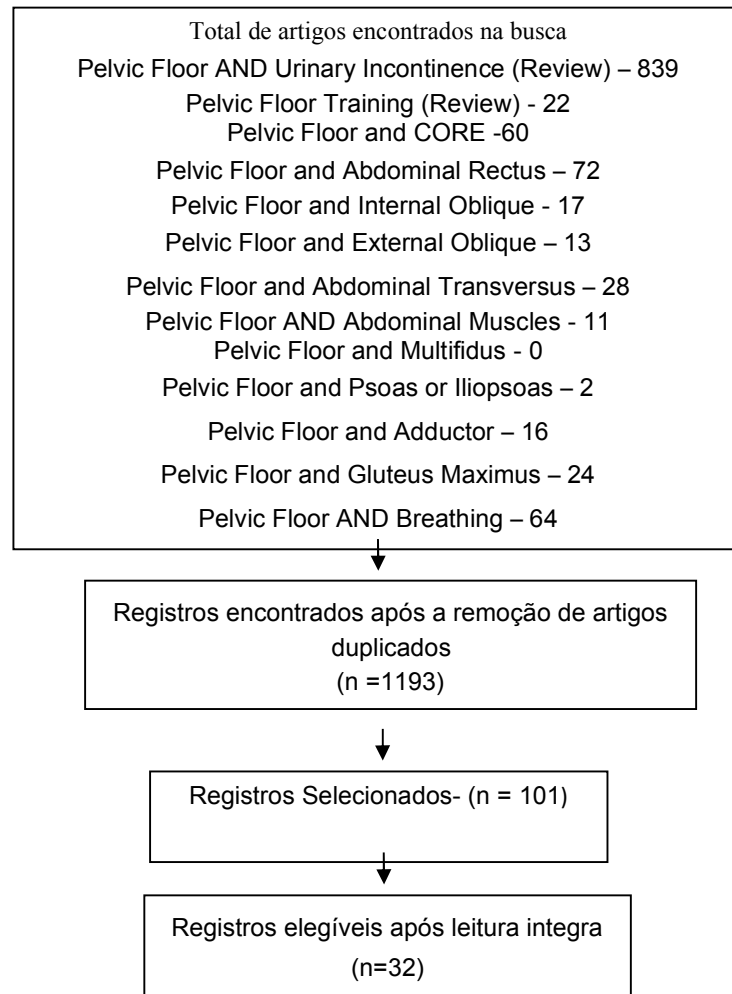 Total de artigos encontrados na busca
Pelvic Floor AND Urinary Incontinence (Review) – 839
Pelvic Floor Training (Review) - 22
Pelvic Floor and CORE -60
Pelvic Floor and Abdominal Rectus – 72
Pelvic Floor and Internal Oblique - 17
Pelvic Floor and External Oblique – 13
Pelvic Floor and Abdominal Transversus – 28
Pelvic Floor AND Abdominal Muscles - 11
Pelvic Floor and Multifidus - 0
Pelvic Floor and Psoas or Iliopsoas – 2
Pelvic Floor and Adductor – 16
Pelvic Floor and Gluteus Maximus – 24
Pelvic Floor AND Breathing – 64
Registros encontrados após a remoção de artigos
duplicados
(n =1193)
Registros Selecionados- (n = 101)
Registros elegíveis após leitura integra
(n=32)